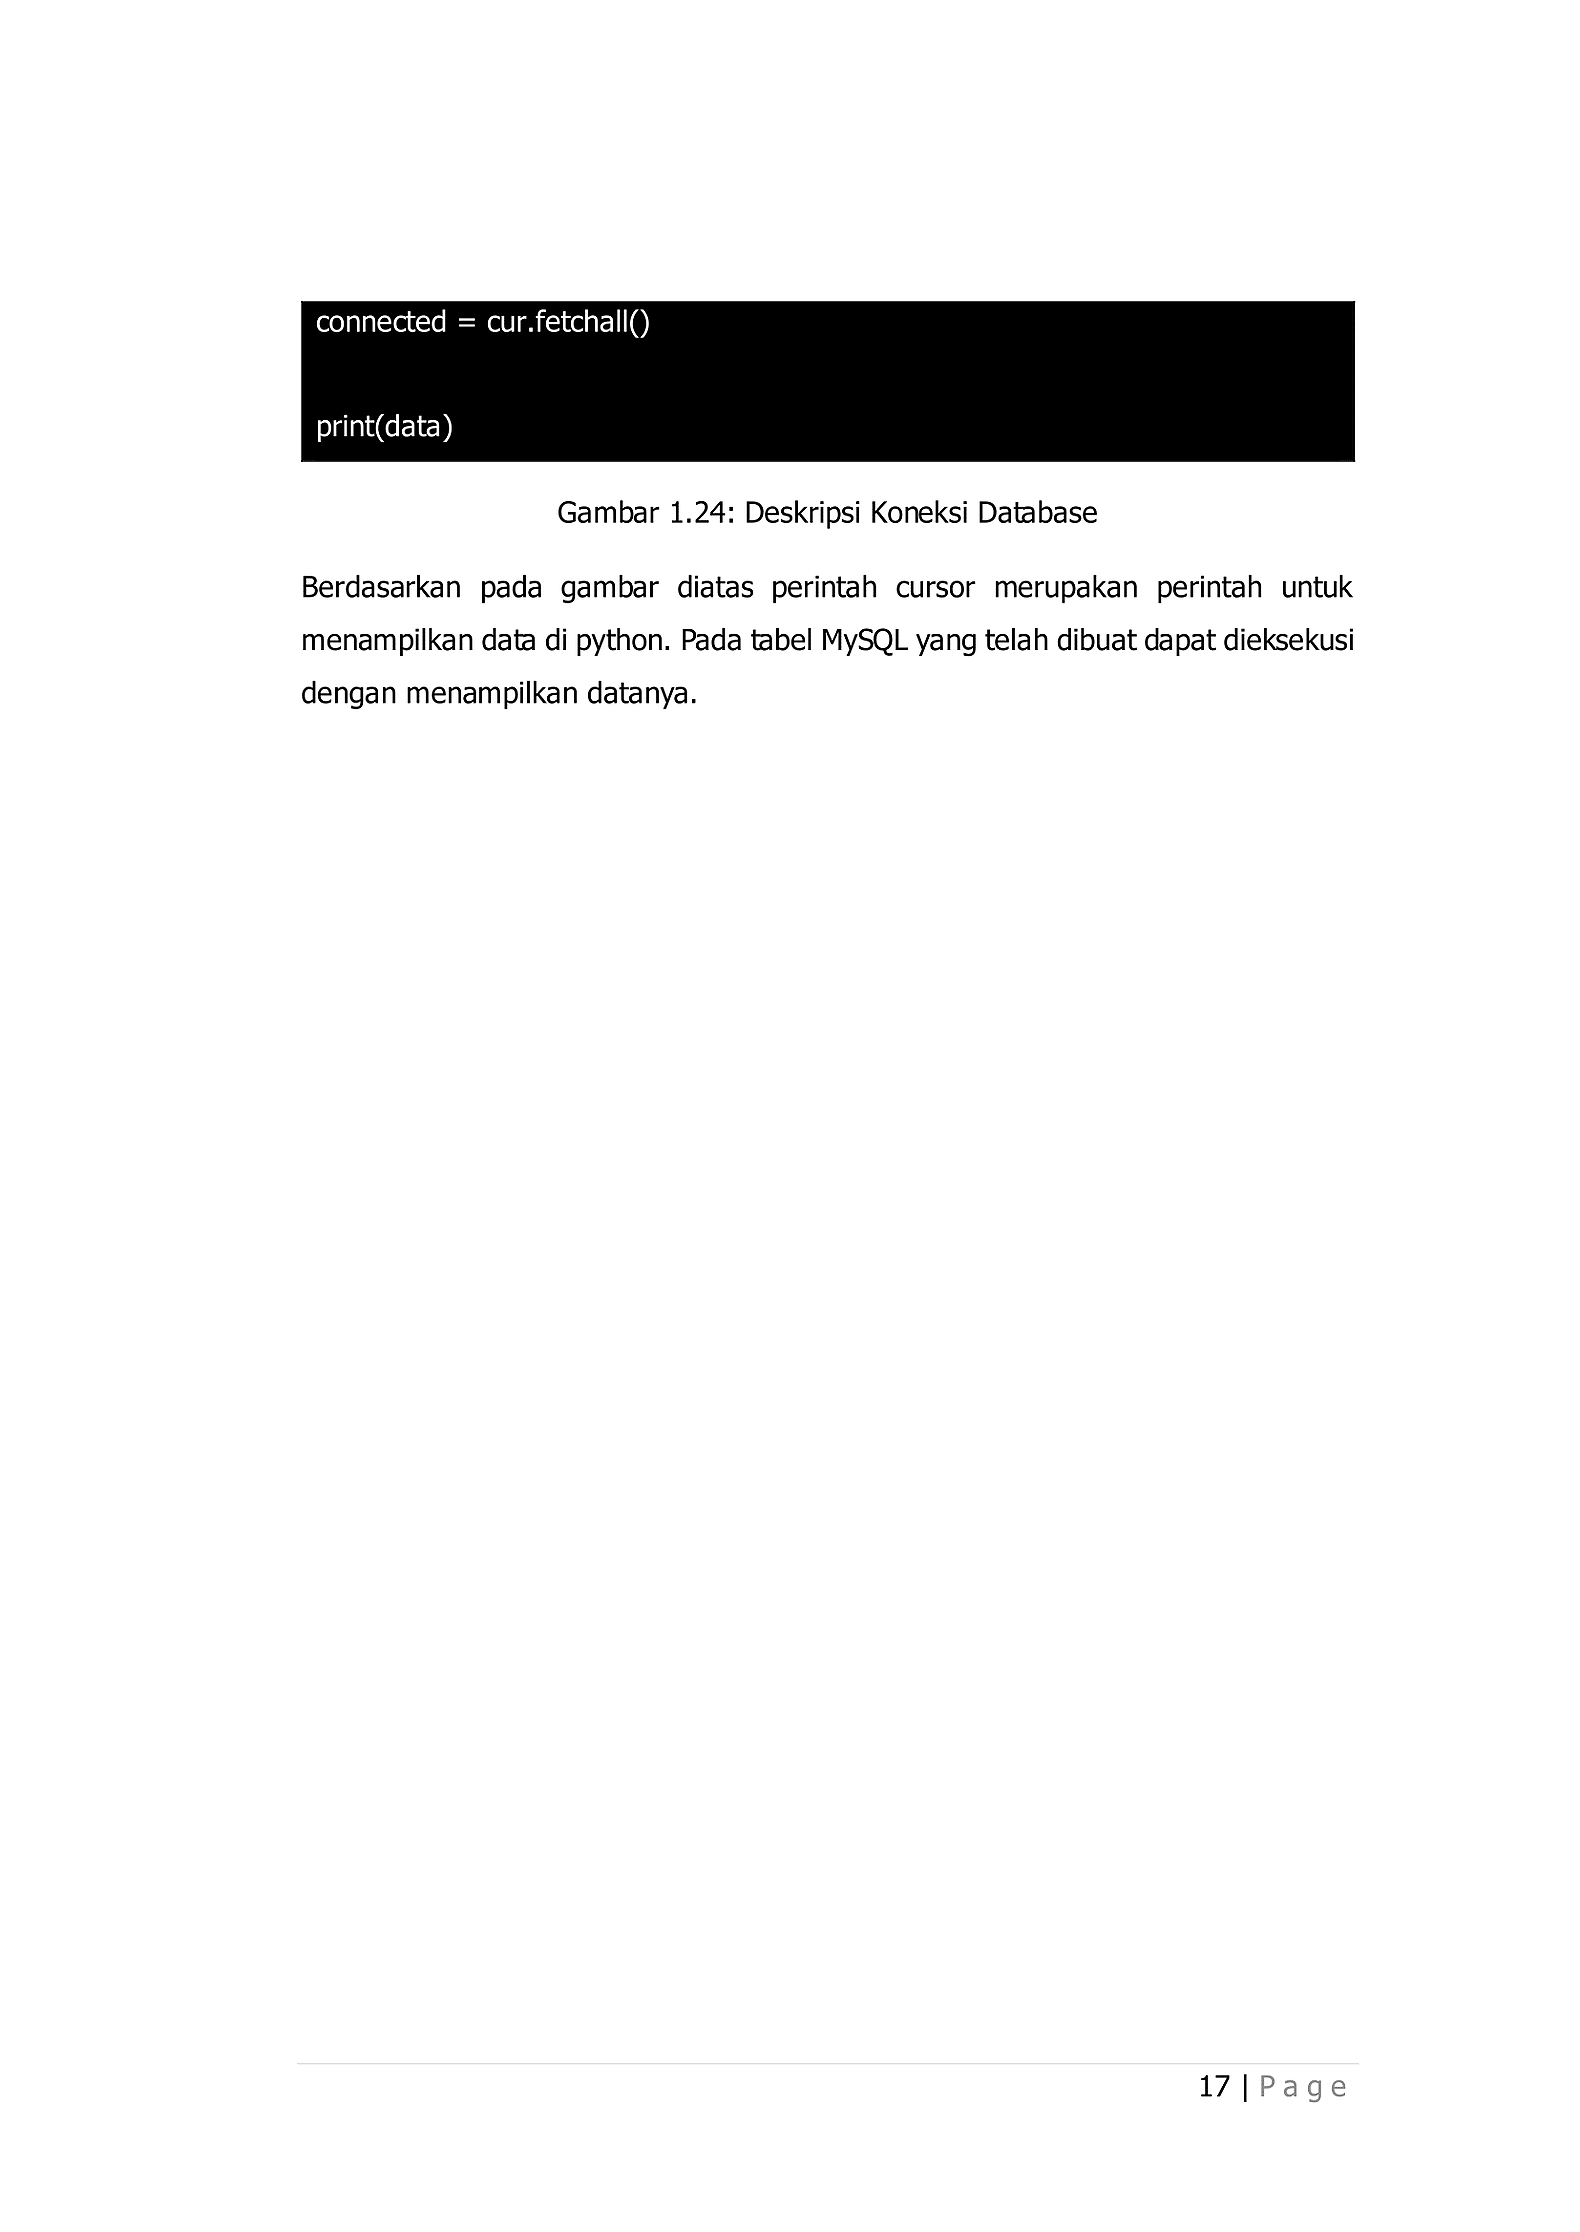 connected = cur.fetchall()
print(data)
Gambar 1.24: Deskripsi Koneksi Database
Berdasarkan pada gambar diatas perintah cursor merupakan perintah untuk
menampilkan data di python. Pada tabel MySQL yang telah dibuat dapat dieksekusi
dengan menampilkan datanya.
17 | P a g e